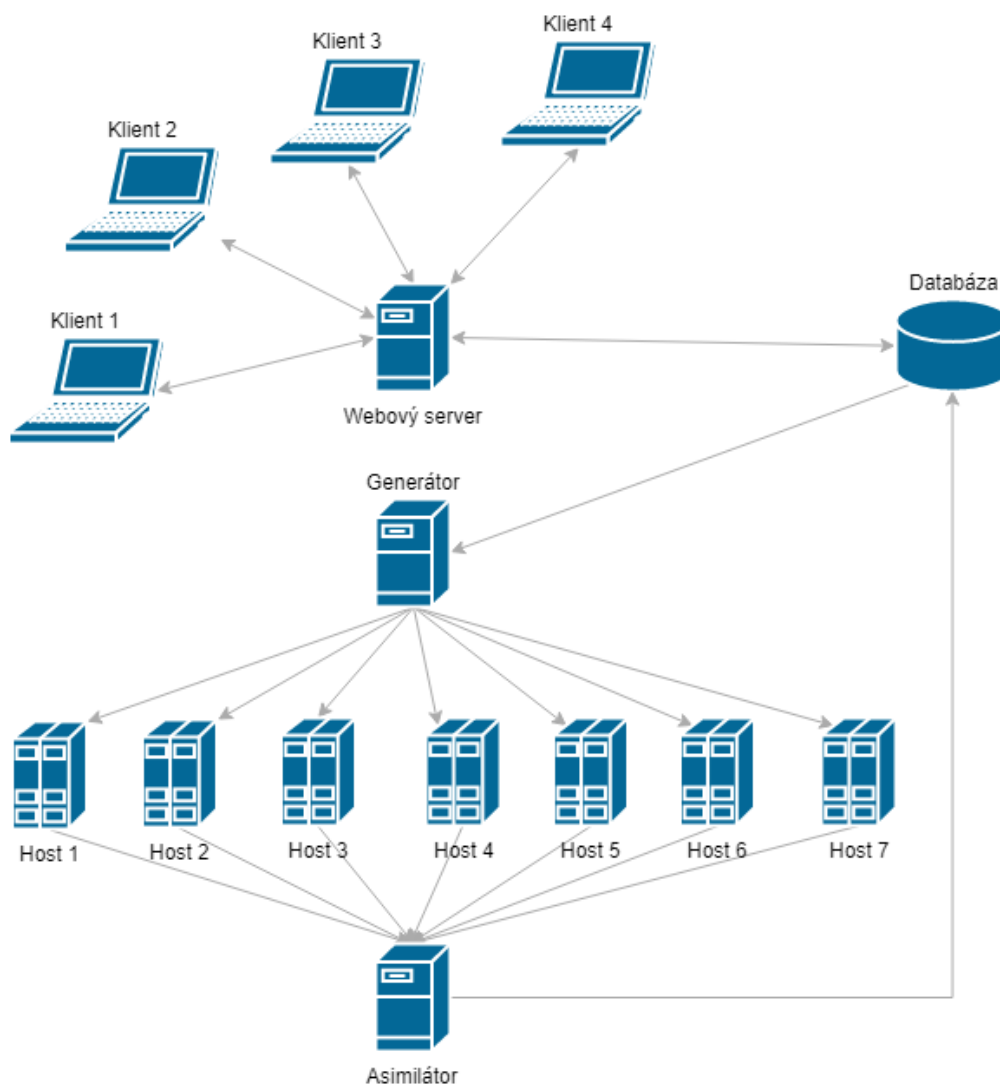 Klient 4
Klient 3
Klient 2
Databáza
Klient 1
Webový server
Generátor
Host 1
Host 2
Host 3
Host 4
Host 5
Host 6
Host 7
Asimilátor